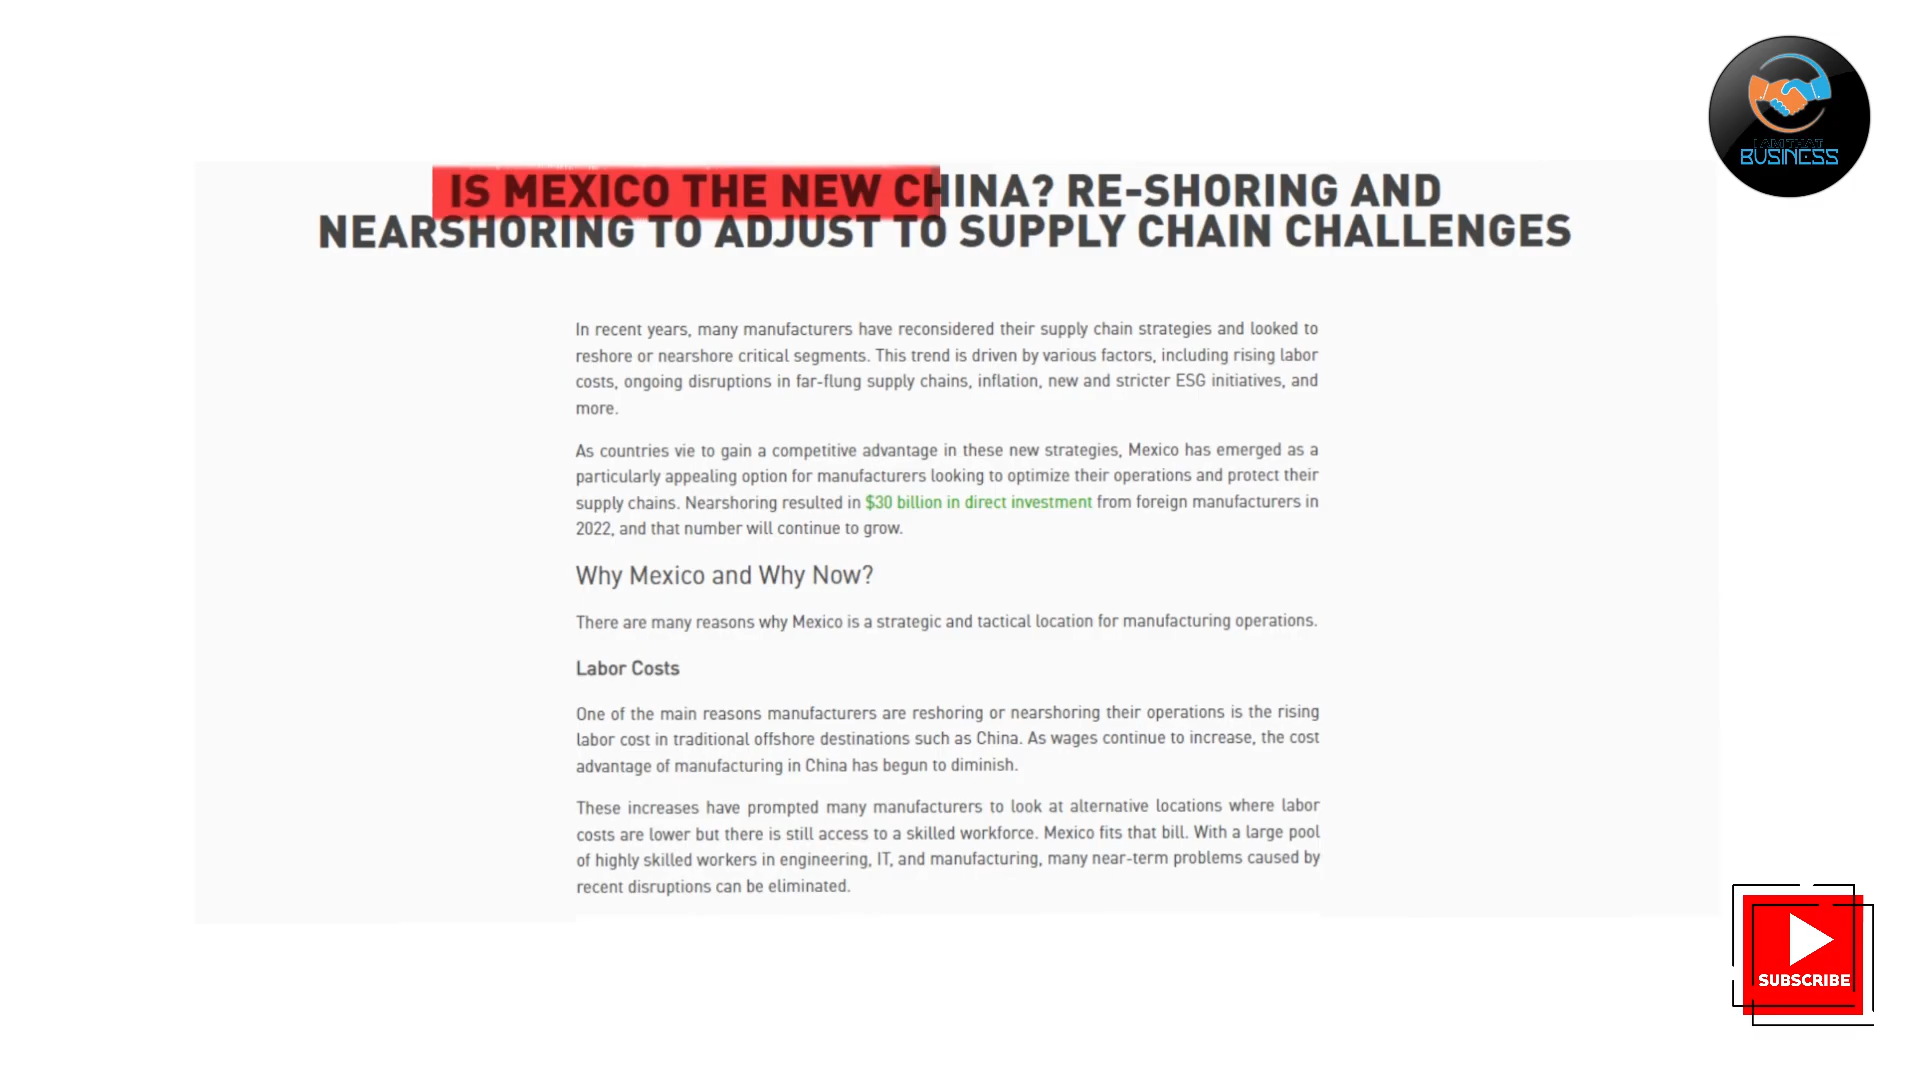 IS MEXICO THE NEW CHINA? RE-SHORING AND
NEARSHORING TO ADJUST TO SUPPLY CHAIN CHALLENGES
In recent years, many manufacturers have reconsidered their supply chain strategies and looked to
reshore or nearshore critical segments. This trend is driven by various factors, including rising labor
costs, ongoing disruptions in far-flung supply chains, inflation, new and stricter ESG initiatives, and
more.
As countries vie to gain a competitive advantage in these new strategies, Mexico has emerged as a
particularly appealing option for manufacturers looking to optimize their operations and protect their
supply chains. Nearshoring resulted in $30 billion in direct investment from foreign manufacturers in
2022, and that number will continue to grow.
Why Mexico and Why Now?
There are many reasons why Mexico is a strategic and tactical location for manufacturing operations.
Labor Costs
One of the main reasons manufacturers are reshoring or nearshoring their operations is the rising
labor cost in traditional offshore destinations such as China. As wages continue to increase, the cost
advantage of manufacturing in China has begun to diminish.
These increases have prompted many manufacturers to look at alternative locations where labor
costs are lower but there is still access to a skilled workforce. Mexico fits that bill. With a large pool
of highly skilled workers in engineering, IT, and manufacturing, many near-term problems caused by
recent disruptions can be eliminated.
I AM THAT
BUSINESS
SUBSCRIBE